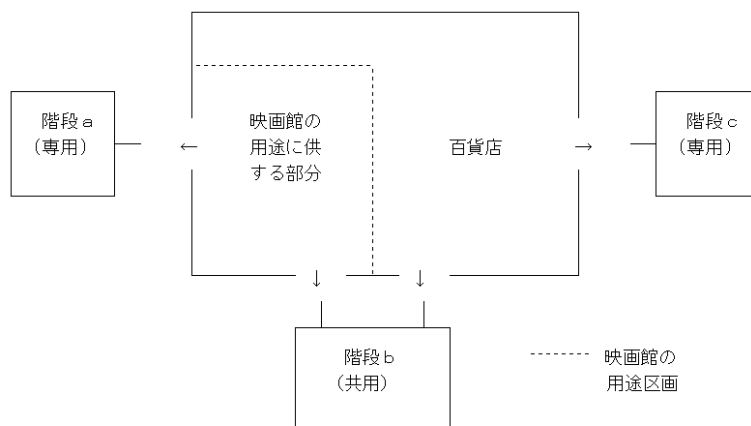 階段ａ
（専用）
映画館の
用途に供
する部分
百貨店
階段ｃ
（専用）
階段ｂ
（共用）
映画館の
用途区画